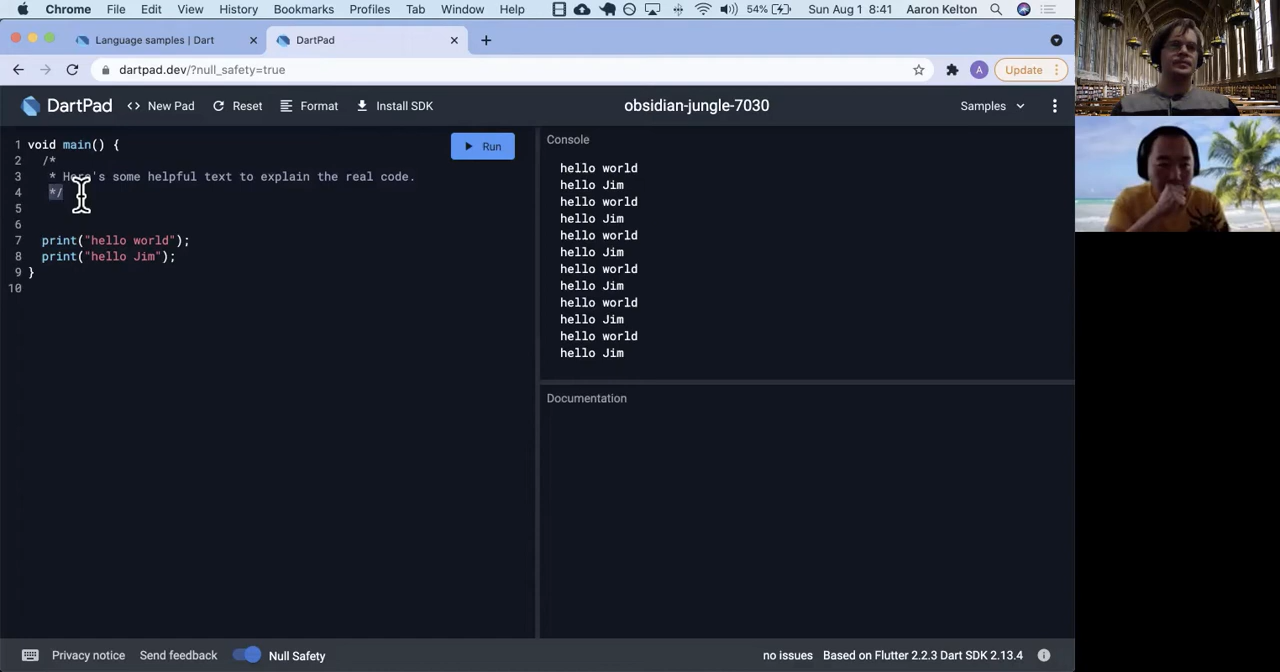 Chrome File Edit View History Bookmarks Profiles Tab Window Help 54% Sun Aug 1 8:41 Aaron Kelton
Language samples | Dart
DartPad
dartpad.dev/?null_safety=true
A
Update
DartPad
<> New Pad
Reset
Format
Install SDK
obsidian-jungle-7030
Samples
1 void main() {
2 /*
3 * Here's some helpful text to explain the real code.
4 */
5
6
7 print("hello world");
8 print("hello Jim");
9 }
10
Run
Console
hello world
hello Jim
hello world
hello Jim
hello world
hello Jim
hello world
hello Jim
hello world
hello Jim
hello world
hello Jim
Documentation
Privacy notice
Send feedback
Null Safety
no issues
Based on Flutter 2.2.3 Dart SDK 2.13.4